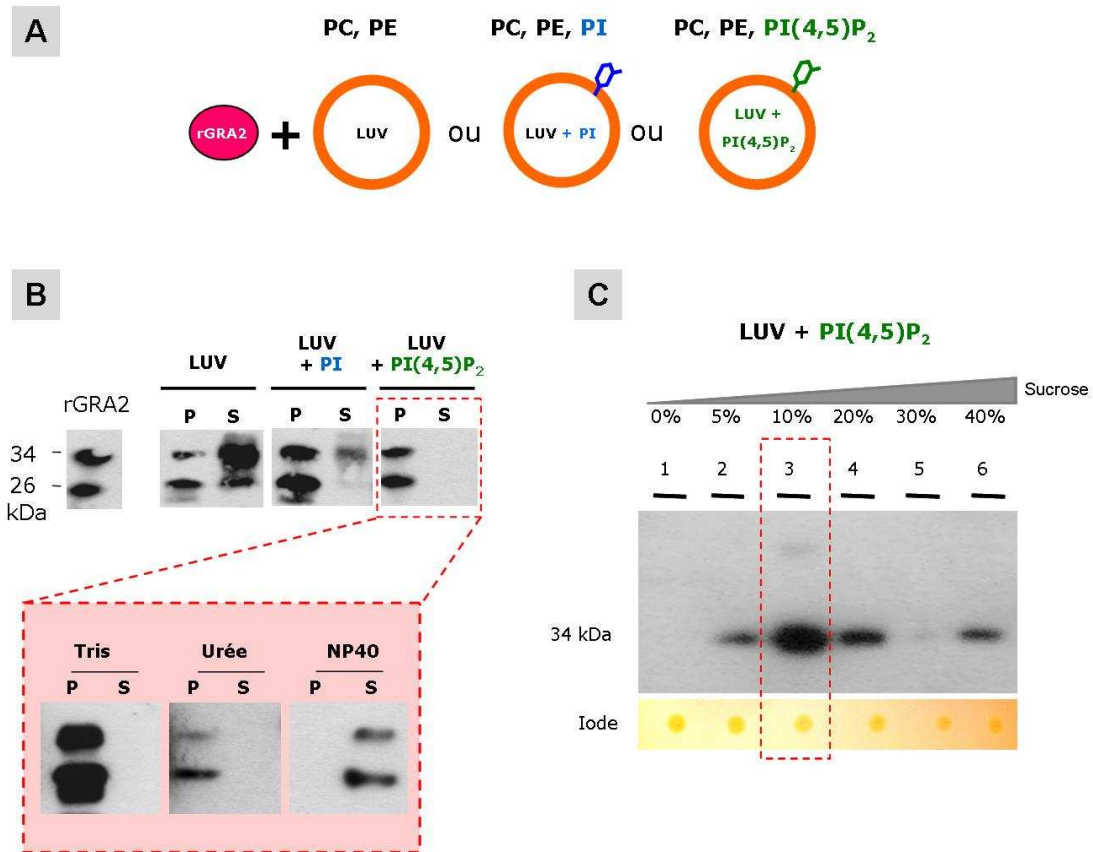 A
PC, PE
PC, PE, PI
PC, PE, PI(4,5)P2
rGRA2
+
LUV
ou
LUV + PI
ou
LUV +
PI(4,5)P2
B
LUV
LUV
+ PI
LUV
+ PI(4,5)P2
rGRA2
P S
P S
P S
34
26
kDa
Tris
Urée
NP40
P S
P S
P S
C
LUV + PI(4,5)P2
Sucrose
0% 5% 10% 20% 30% 40%
1 2 3 4 5 6
34 kDa
Iode